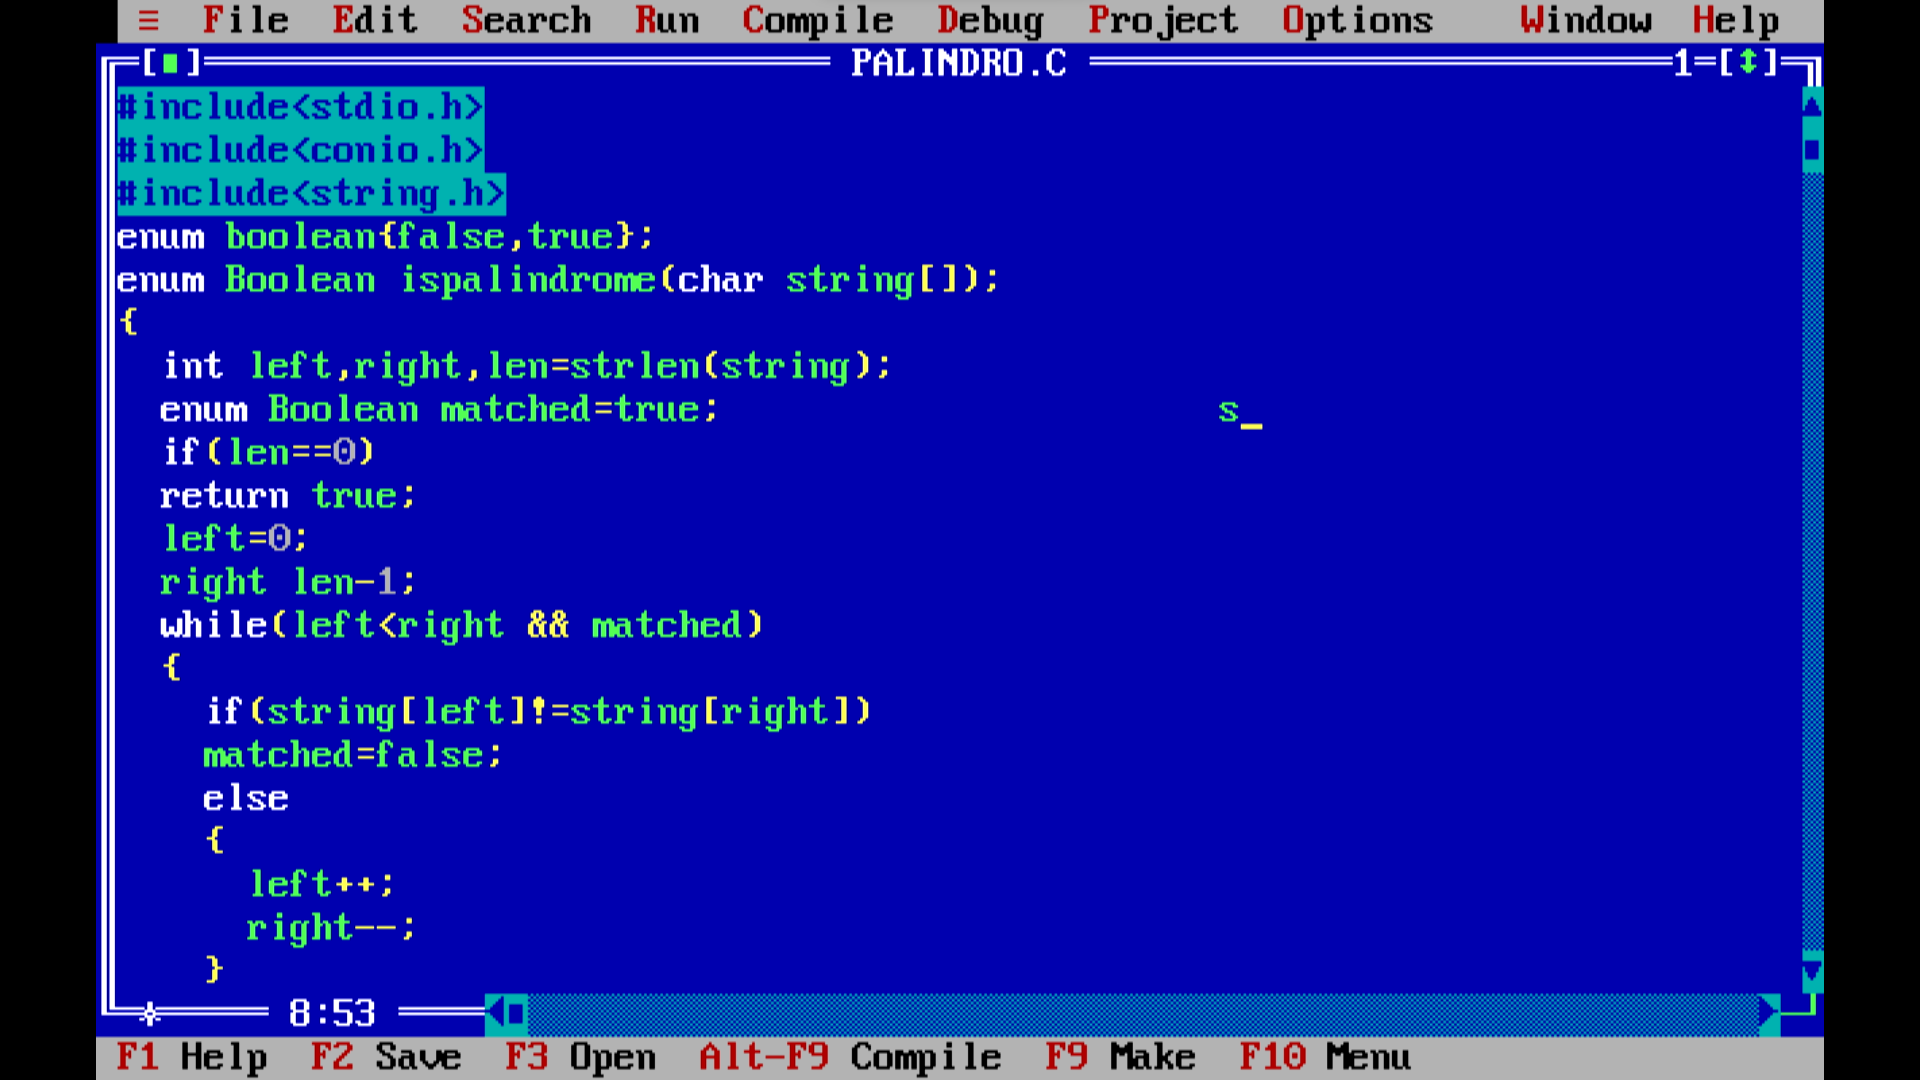 ≡ File Edit Search Run Compile Debug Project Options Window Help
[■] PALINDRO.C 1=[↕]
#include<stdio.h>
#include<conio.h>
#include<string.h>
enum boolean{false,true};
enum Boolean ispalindrome(char string[]);
{
int left,right,len=strlen(string);
enum Boolean matched=true; s_
if(len==0)
return true;
left=0;
right len-1;
while(left<right && matched)
{
if(string[left]!=string[right])
matched=false;
else
{
left++;
right--;
}
8:53
F1 Help F2 Save F3 Open Alt-F9 Compile F9 Make F10 Menu